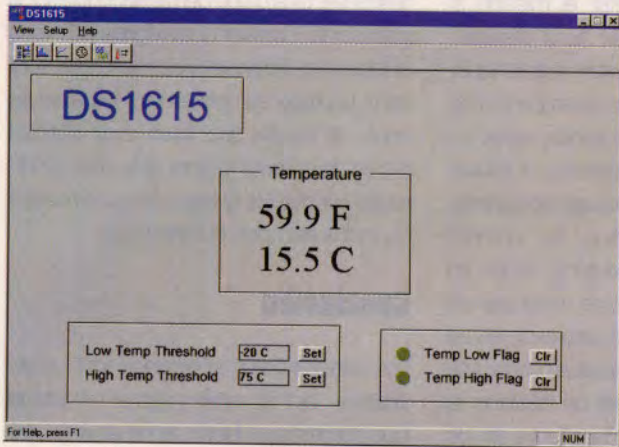 DS1615
View Setup Help
DS1615
Temperature
59.9 F
15.5 C
Low Temp Threshold -20 C Set
High Temp Threshold 75 C Set
Temp Low Flag Clr
Temp High Flag Clr
For Help, press F1
NUM